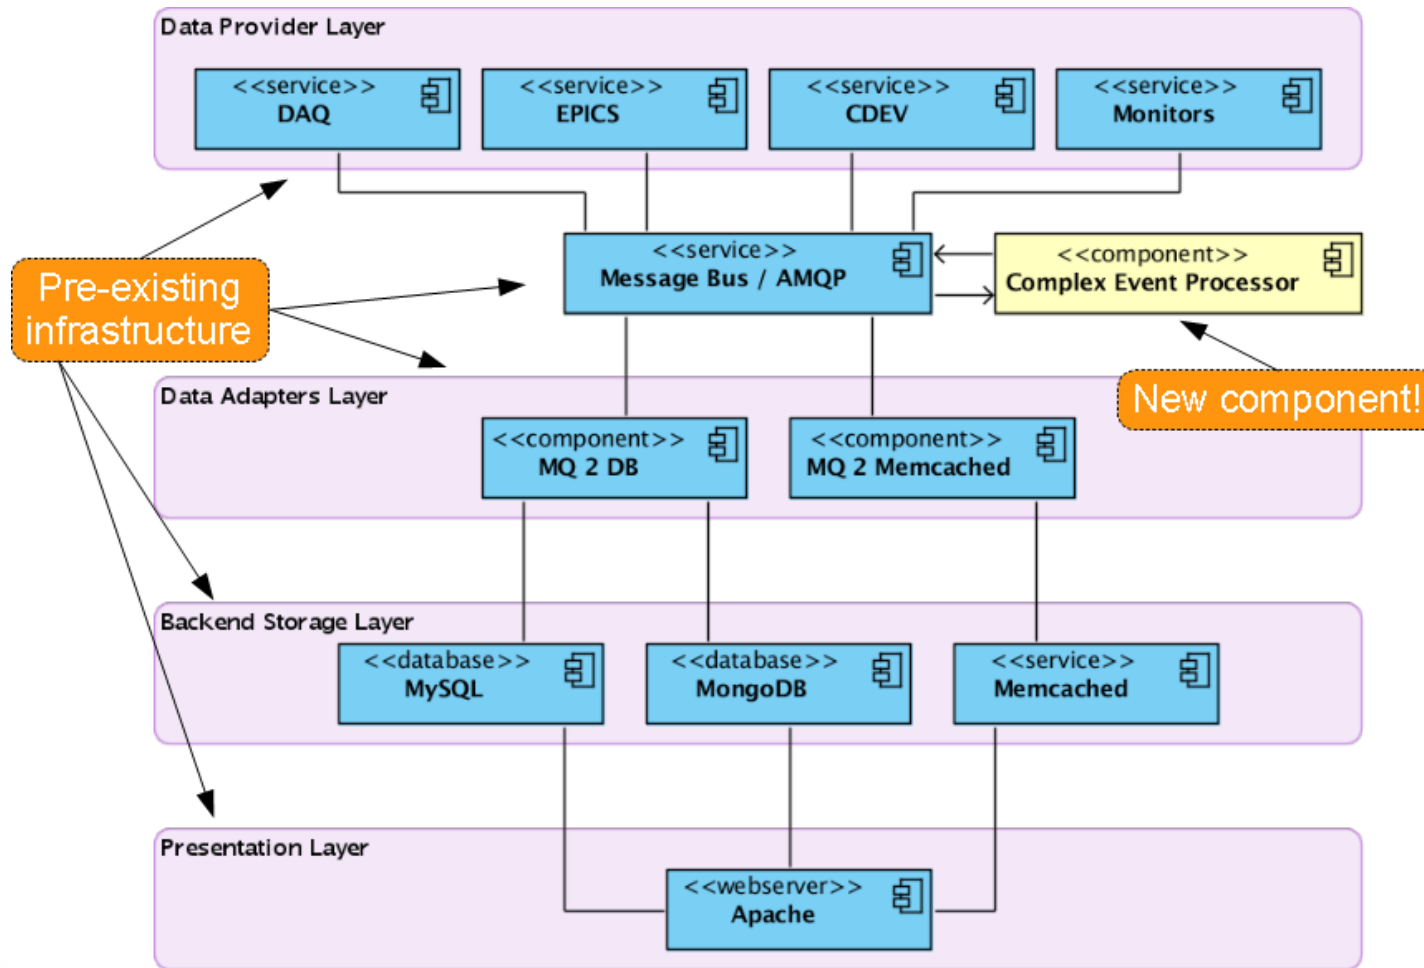 Data Provider Layer
<<service>>
DAQ
<<service>>
EPICS
<<service>>
CDEV
<<service>>
Monitors
Pre-existing
infrastructure
<<service>>
Message Bus / AMQP
<<component>>
Complex Event Processor
New component!
Data Adapters Layer
<<component>>
MQ 2 DB
<<component>>
MQ 2 Memcached
Backend Storage Layer
<<database>>
MySQL
<<database>>
MongoDB
<<service>>
Memcached
Presentation Layer
<<webserver>>
Apache